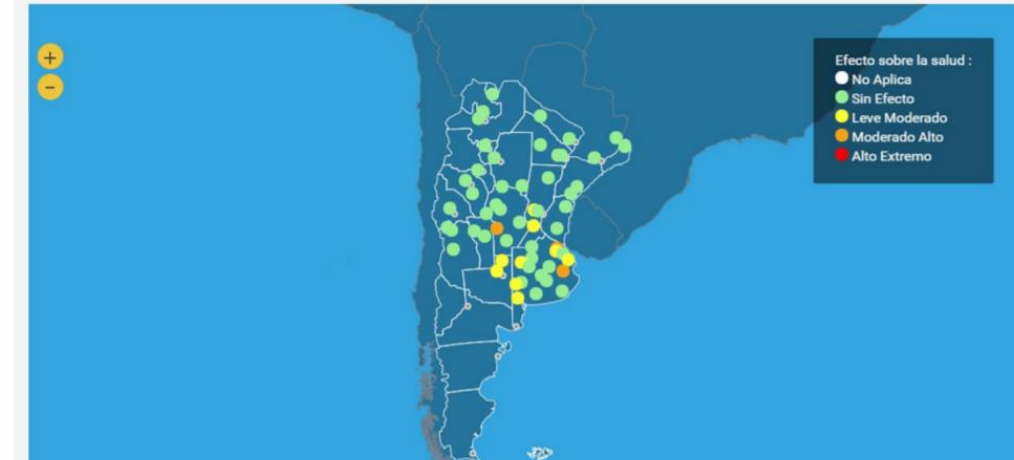 +
−
Efecto sobre la salud :
No Aplica
Sin Efecto
Leve Moderado
Moderado Alto
Alto Extremo